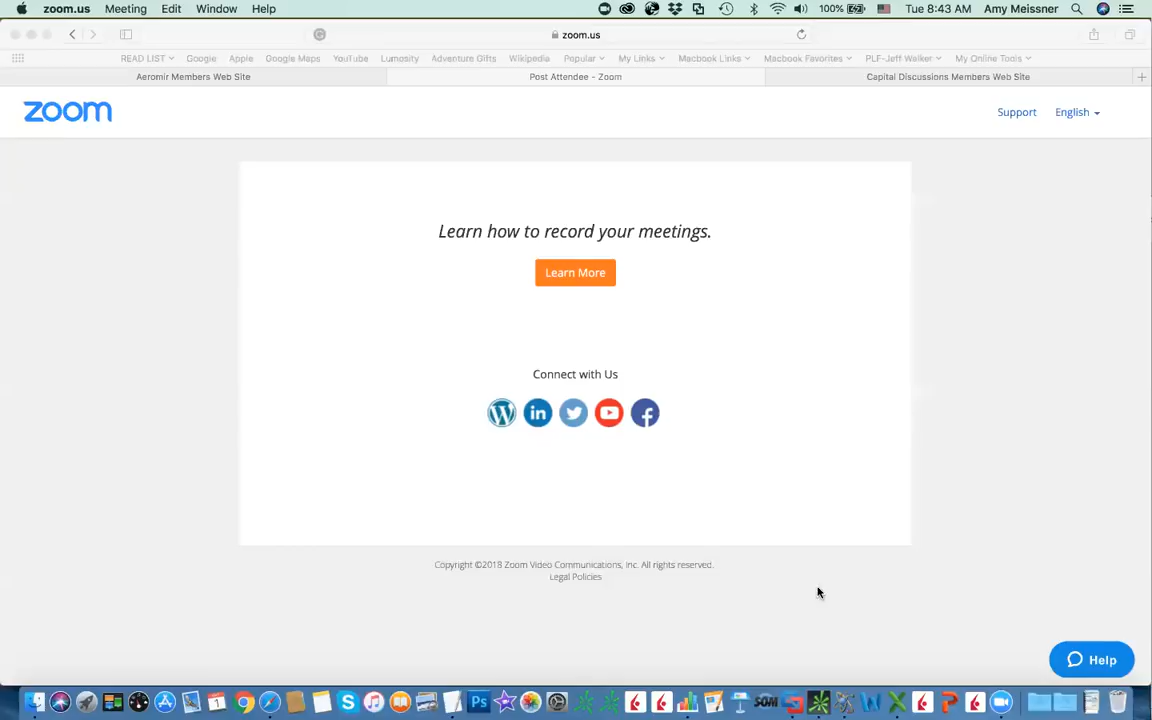 zoom.us Meeting Edit Window Help 100% Tue 8:43 AM Amy Meissner
zoom.us
READ LIST Google Apple Google Maps YouTube Lumosity Adventure Gifts Wikipedia Popular My Links Macbook Links Macbook Favorites PLF-Jeff Walker My Online Tools
Aeromir Members Web Site Post Attendee - Zoom Capital Discussions Members Web Site
zoom Support English
Learn how to record your meetings.
Learn More
Connect with Us
Copyright ©2018 Zoom Video Communications, Inc. All rights reserved.
Legal Policies
Help